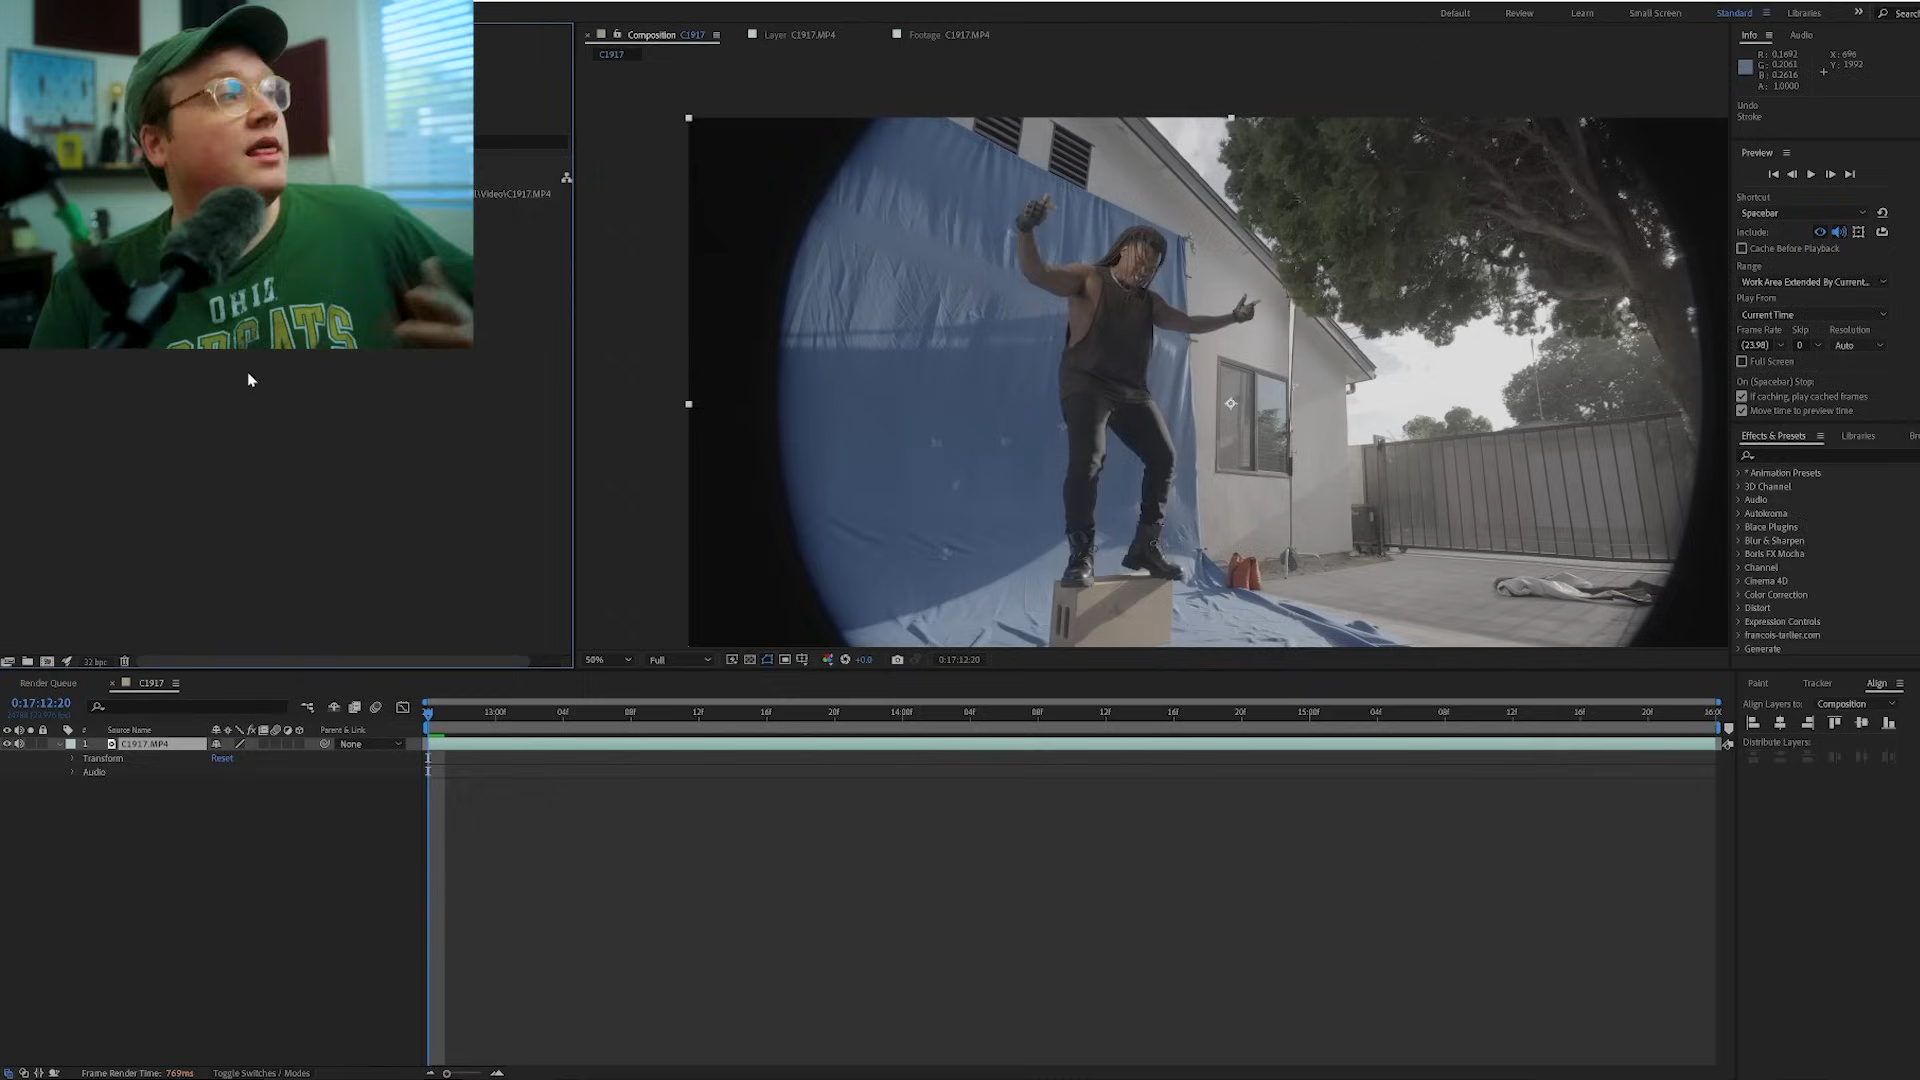 Default Review Learn Small Screen Standard Libraries Search
Composition C1917 Layer C1917.MP4 Footage C1917.MP4
C1917
Info Audio
R: 0.1692
G: 0.2061
B: 0.2616
A: 1.0000
X: 696
Y: 1992
Undo
Stroke
OHIO
\Video\C1917.MP4
Preview
Shortcut
Spacebar
Include:
Cache Before Playback
Range
Work Area Extended By Current...
Play From
Current Time
Frame Rate Skip Resolution
(23.98) 0 Auto
Full Screen
On (Spacebar) Stop:
If caching, play cached frames
Move time to preview time
Effects & Presets Libraries
* Animation Presets
3D Channel
Audio
Autokroma
Blace Plugins
Blur & Sharpen
Boris FX Mocha
Channel
Cinema 4D
Color Correction
Distort
Expression Controls
francois-tarlier.com
Generate
32 bpc
50% Full +0.0 0:17:12:20
Render Queue C1917
0:17:12:20
13:00f 04f 08f 12f 16f 20f 14:00f 04f 08f 12f 16f 20f 15:00f 04f 08f 12f 16f 20f
# Source Name fx Parent & Link
1 C1917.MP4 None
Transform Reset
Audio
Paint Tracker Align
Align Layers to: Composition
Distribute Layers:
Frame Render Time: 769ms Toggle Switches / Modes